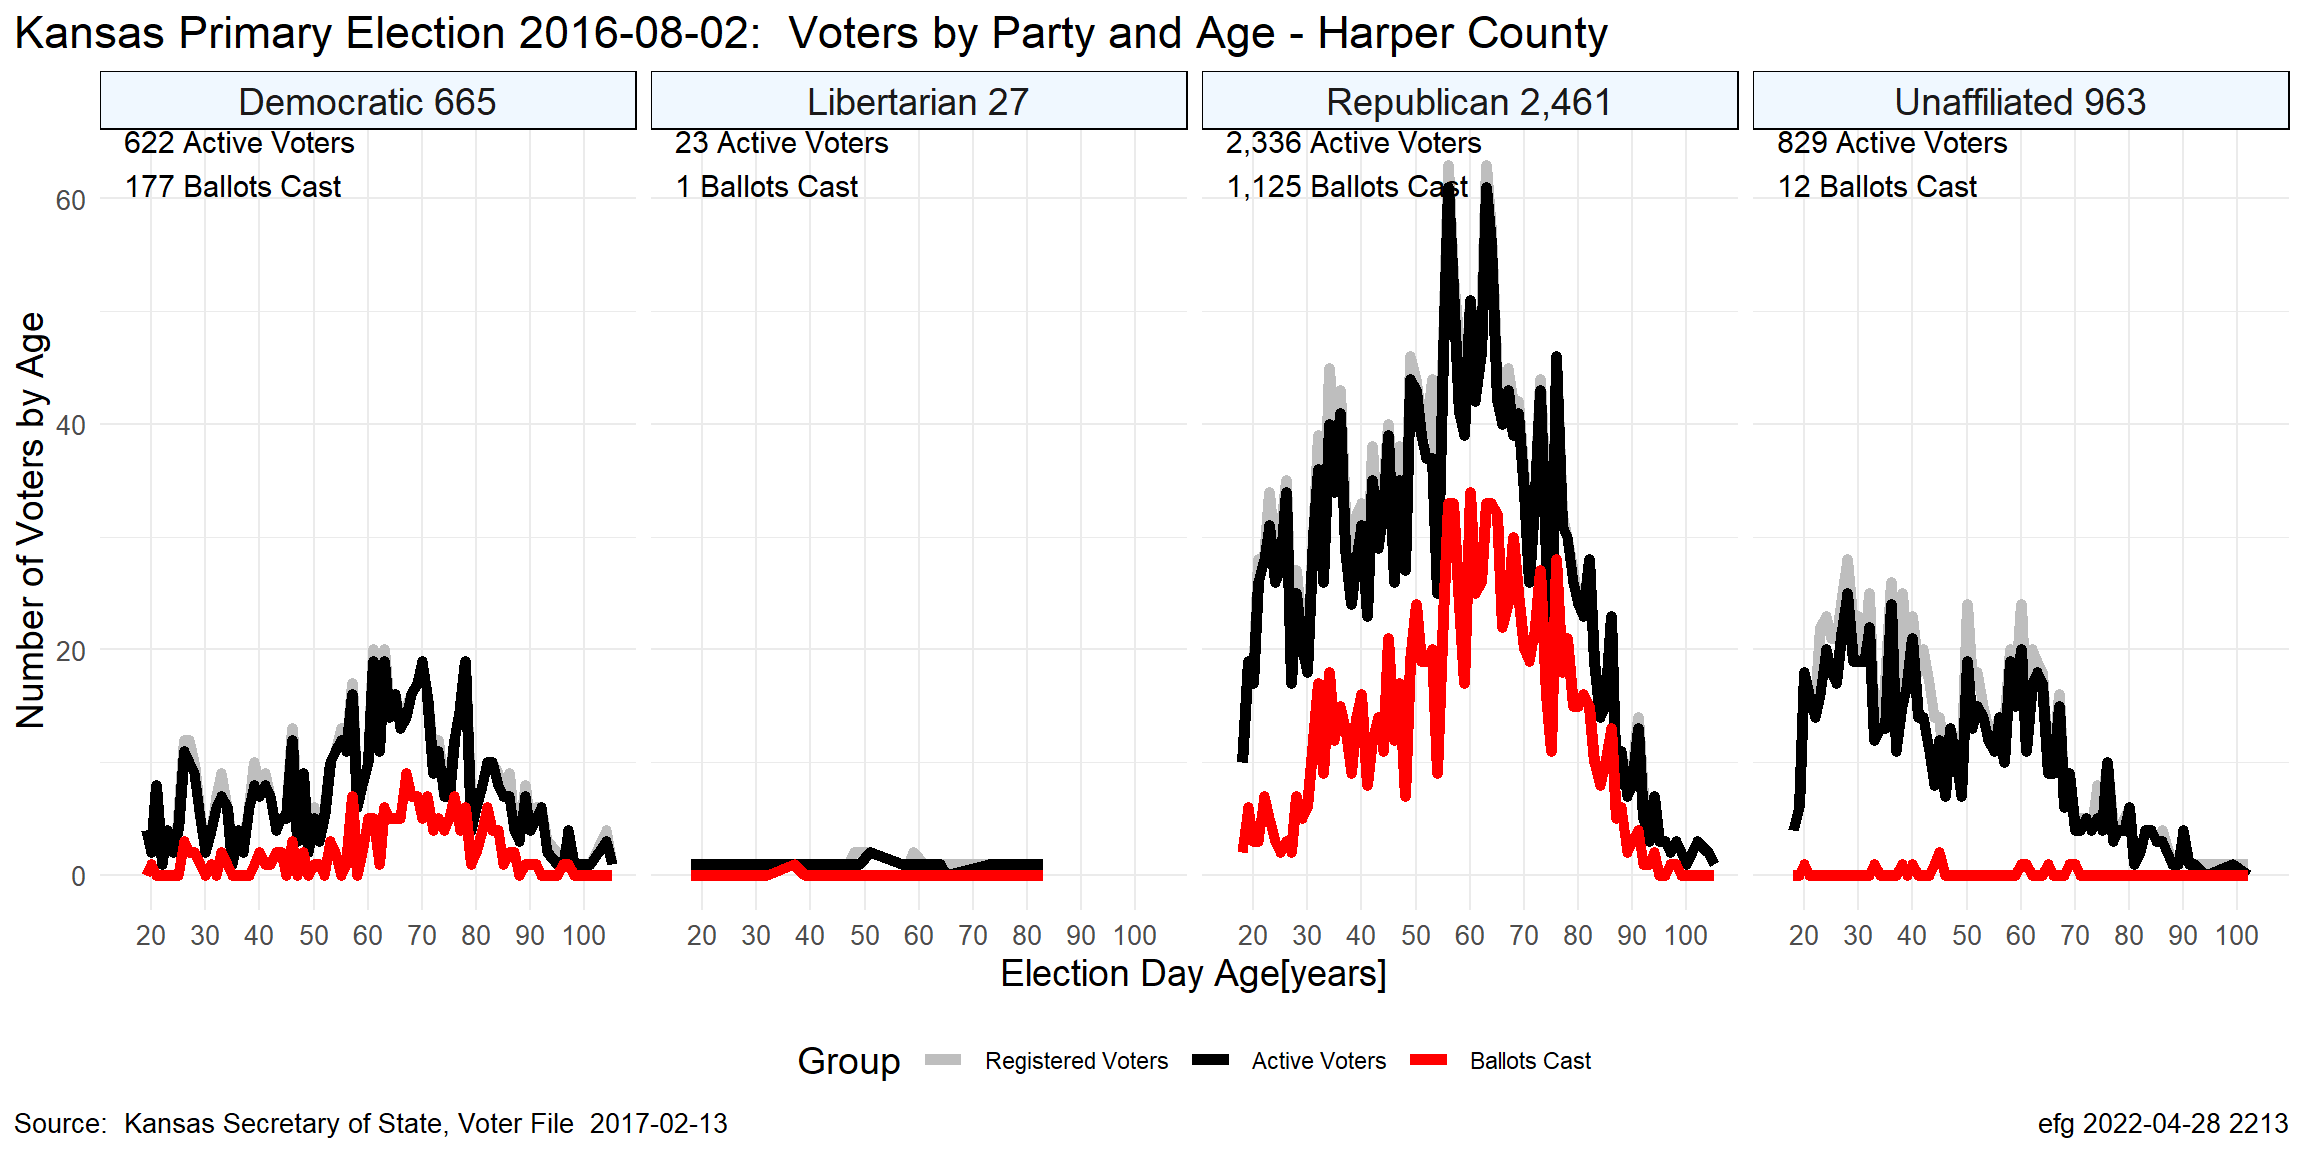 Kansas Primary Election 2016-08-02:  Voters by Party and Age - Harper County
Democratic 665
Libertarian 27
Republican 2,461
Unaffiliated 963
622 Active Voters
177 Ballots Cast
23 Active Voters
1 Ballots Cast
2,336 Active Voters
1,125 Ballots Cast
829 Active Voters
12 Ballots Cast
Number of Voters by Age
60
40
20
0
20 30 40 50 60 70 80 90 100
20 30 40 50 60 70 80 90 100
20 30 40 50 60 70 80 90 100
20 30 40 50 60 70 80 90 100
Election Day Age[years]
Group Registered Voters Active Voters Ballots Cast
Source:  Kansas Secretary of State, Voter File  2017-02-13
efg 2022-04-28 2213